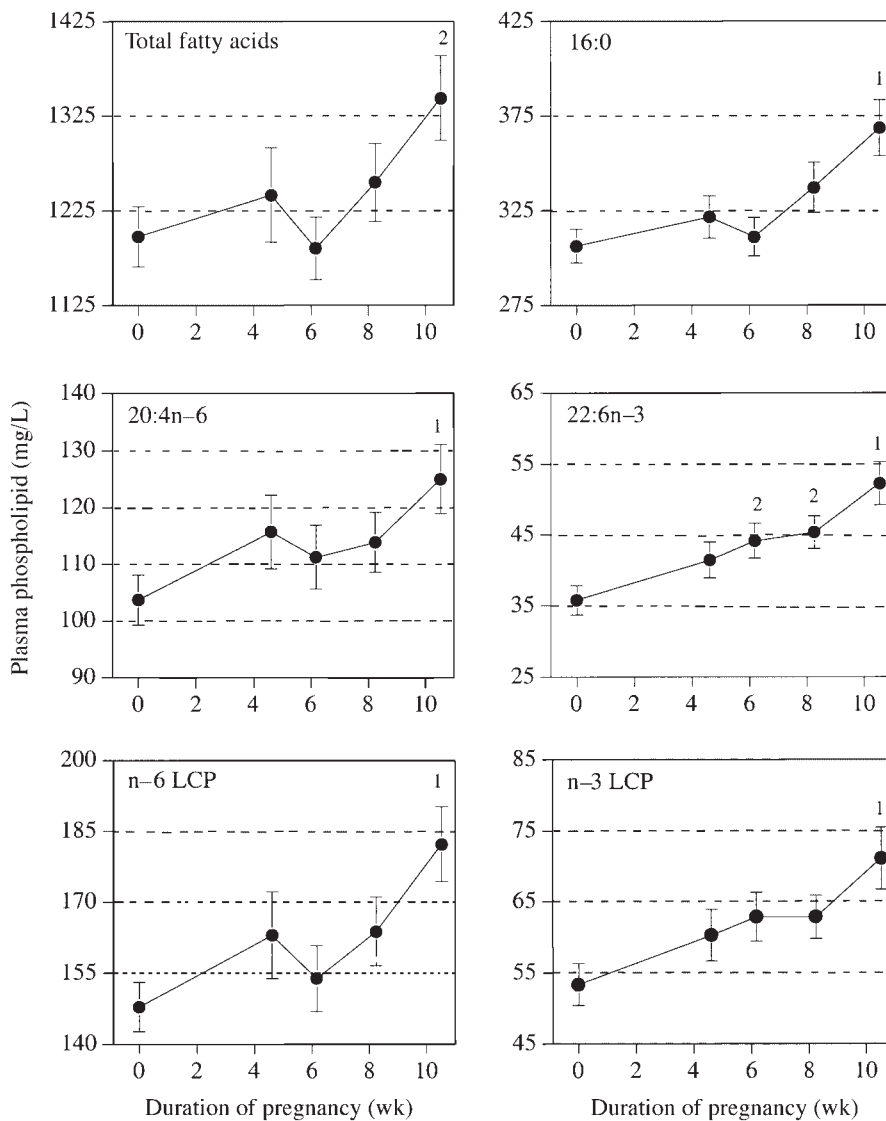 Total fatty acids
1425
1325
1225
1125
2
0 2 4 6 8 10
16:0
425
375
325
275
1
0 2 4 6 8 10
Plasma phospholipid (mg/L)
20:4n–6
140
130
120
110
100
90
1
0 2 4 6 8 10
22:6n–3
65
55
45
35
25
2 2 1
0 2 4 6 8 10
n–6 LCP
200
185
170
155
140
1
0 2 4 6 8 10
Duration of pregnancy (wk)
n–3 LCP
85
75
65
55
45
1
0 2 4 6 8 10
Duration of pregnancy (wk)